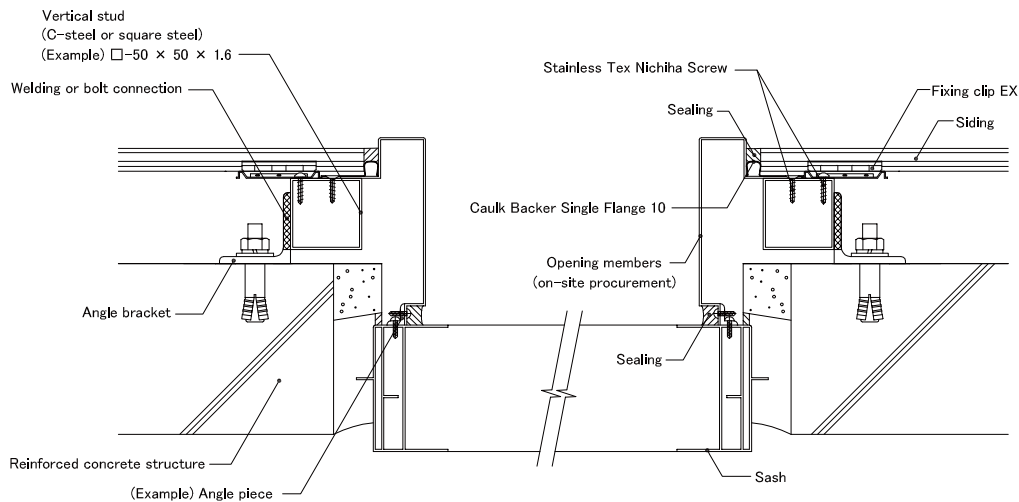 Vertical stud
(C-steel or square steel)
(Example) □-50 × 50 × 1.6
Welding or bolt connection
Stainless Tex Nichiha Screw
Fixing clip EX
Sealing
Siding
Caulk Backer Single Flange 10
Opening members
(on-site procurement)
Angle bracket
Sealing
Reinforced concrete structure
(Example) Angle piece
Sash